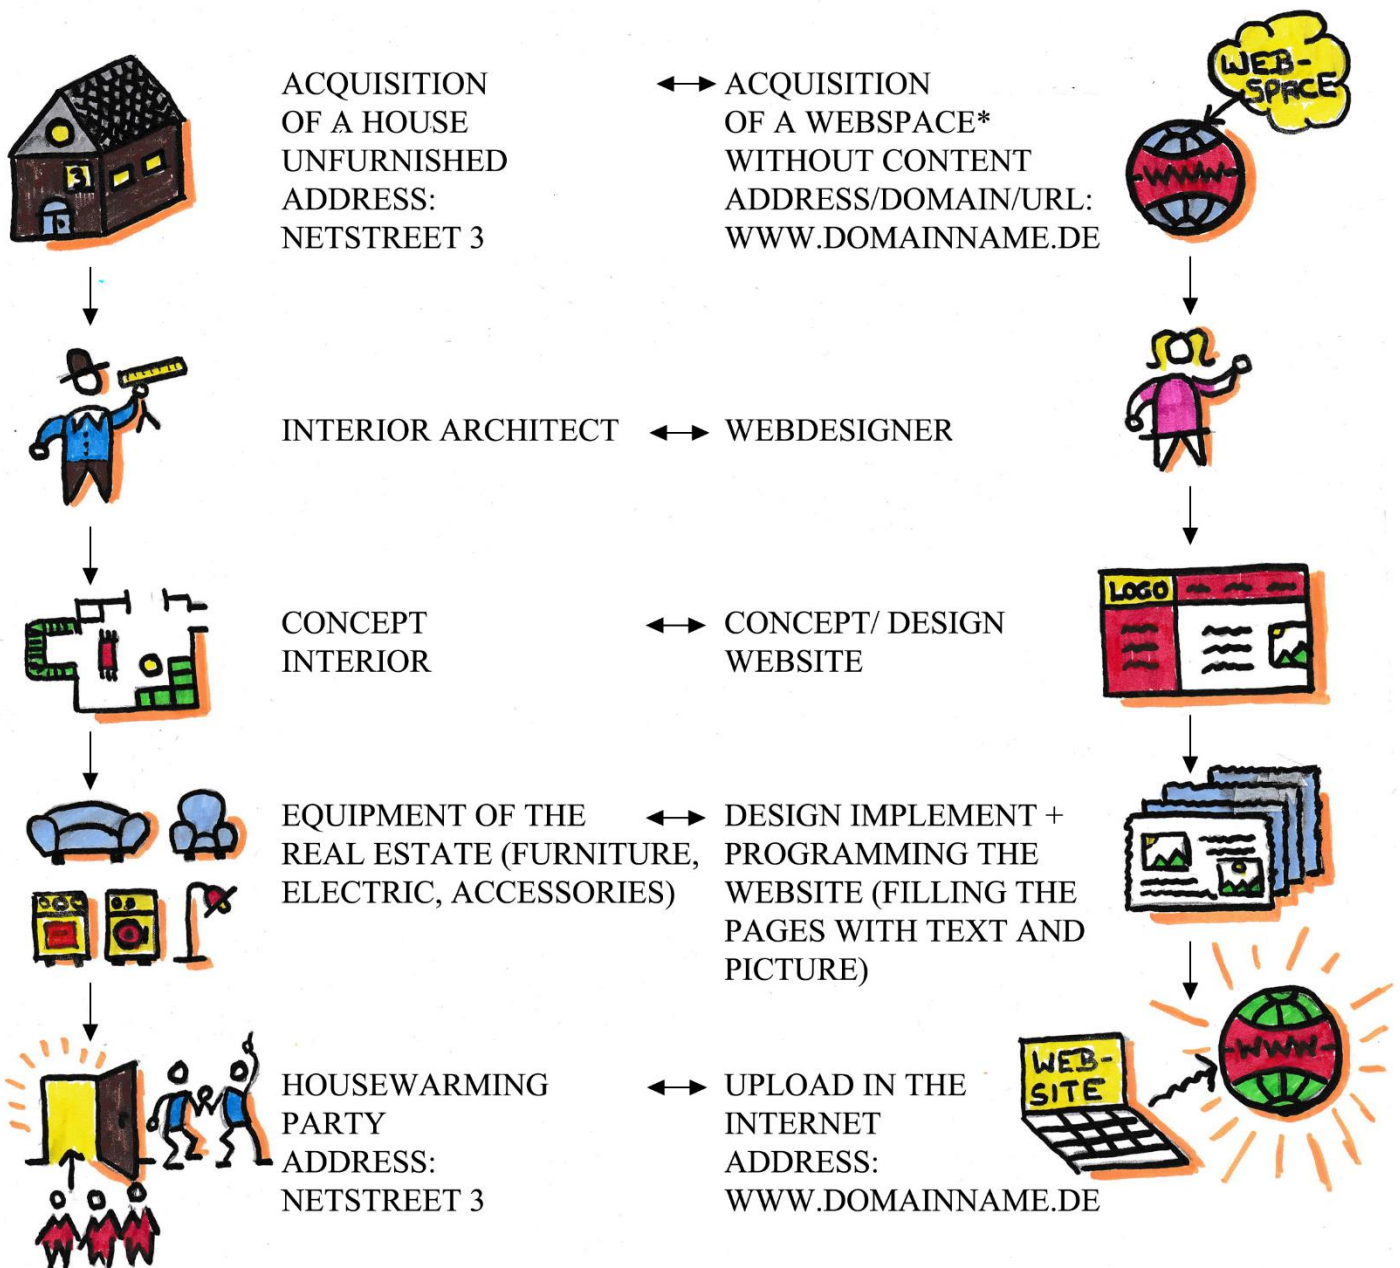 ACQUISITION
OF A HOUSE
UNFURNISHED
ADDRESS:
NETSTREET 3
3
ACQUISITION
OF A WEBSPACE*
WITHOUT CONTENT
ADDRESS/DOMAIN/URL:
WWW.DOMAINNAME.DE
WEB-
SPACE
-WWW-
INTERIOR ARCHITECT
WEBDESIGNER
CONCEPT
INTERIOR
CONCEPT/ DESIGN
WEBSITE
LOGO
EQUIPMENT OF THE
REAL ESTATE (FURNITURE,
ELECTRIC, ACCESSORIES)
DESIGN IMPLEMENT +
PROGRAMMING THE
WEBSITE (FILLING THE
PAGES WITH TEXT AND
PICTURE)
HOUSEWARMING
PARTY
ADDRESS:
NETSTREET 3
UPLOAD IN THE
INTERNET
ADDRESS:
WWW.DOMAINNAME.DE
WEB-
SITE
-WWW-